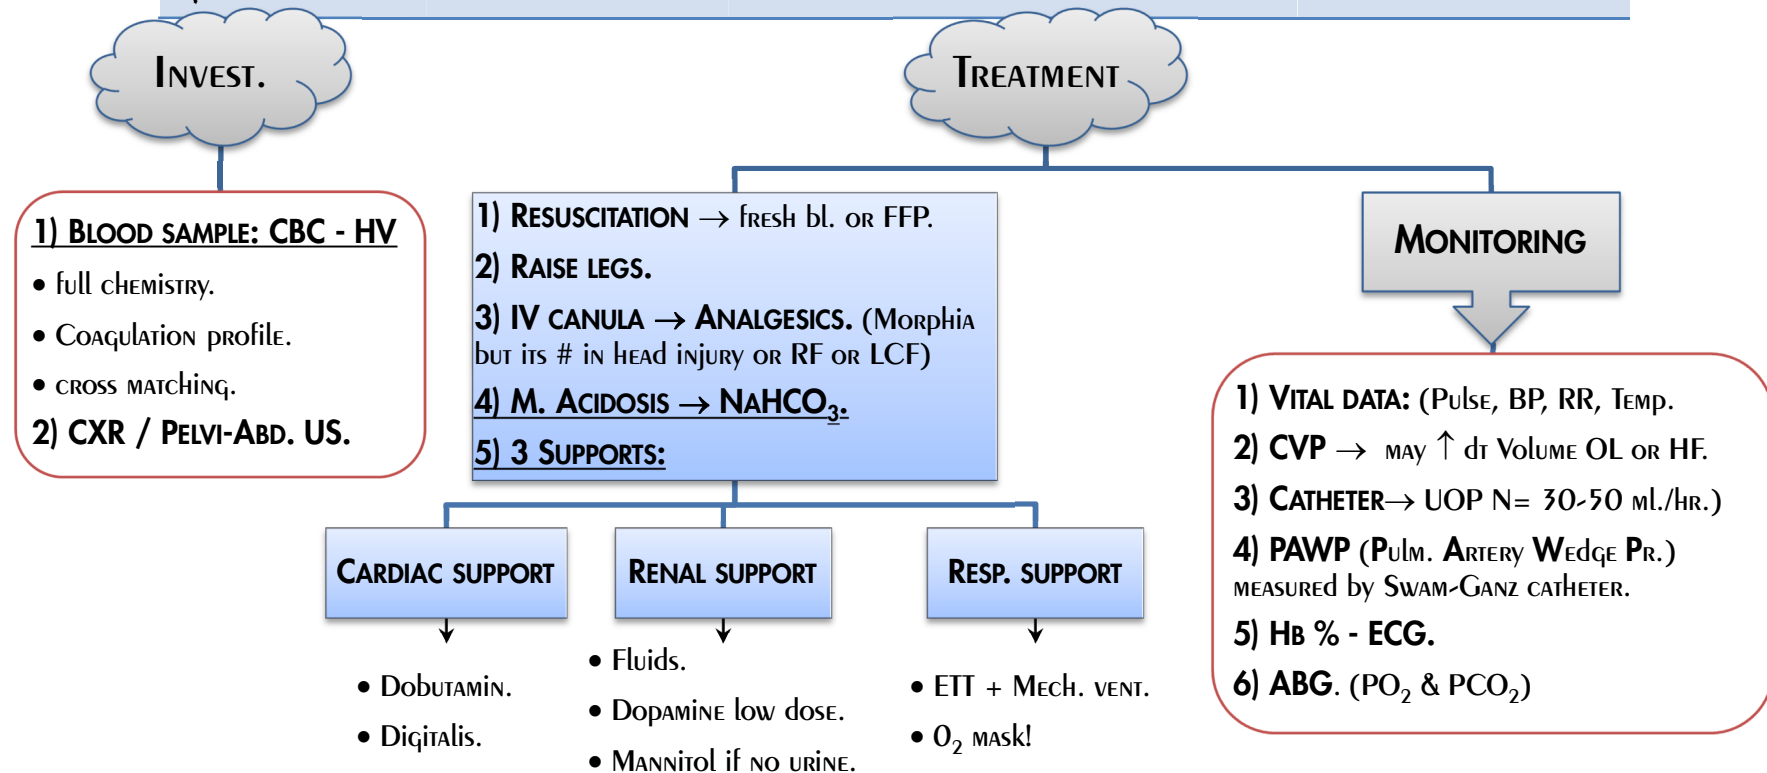 INVEST.
TREATMENT
1) BLOOD SAMPLE: CBC - HV
• full chemistry.
• Coagulation profile.
• cross matching.
2) CXR / PELVI-ABD. US.
1) RESUSCITATION → fresh bl. or FFP.
2) RAISE LEGS.
3) IV CANULA → ANALGESICS. (Morphia
but its # in head injury or RF or LCF)
4) M. ACIDOSIS → NAHCO₃.
5) 3 SUPPORTS:
CARDIAC SUPPORT
• Dobutamin.
• Digitalis.
RENAL SUPPORT
• Fluids.
• Dopamine low dose.
• Mannitol if no urine.
RESP. SUPPORT
• ETT + Mech. vent.
• O₂ mask!
MONITORING
1) VITAL DATA: (Pulse, BP, RR, Temp.
2) CVP → may ↑ dt Volume OL or HF.
3) CATHETER→ UOP N= 30-50 ml./hr.)
4) PAWP (Pulm. Artery Wedge Pr.)
measured by Swam-Ganz catheter.
5) HB % - ECG.
6) ABG. (PO₂ & PCO₂)